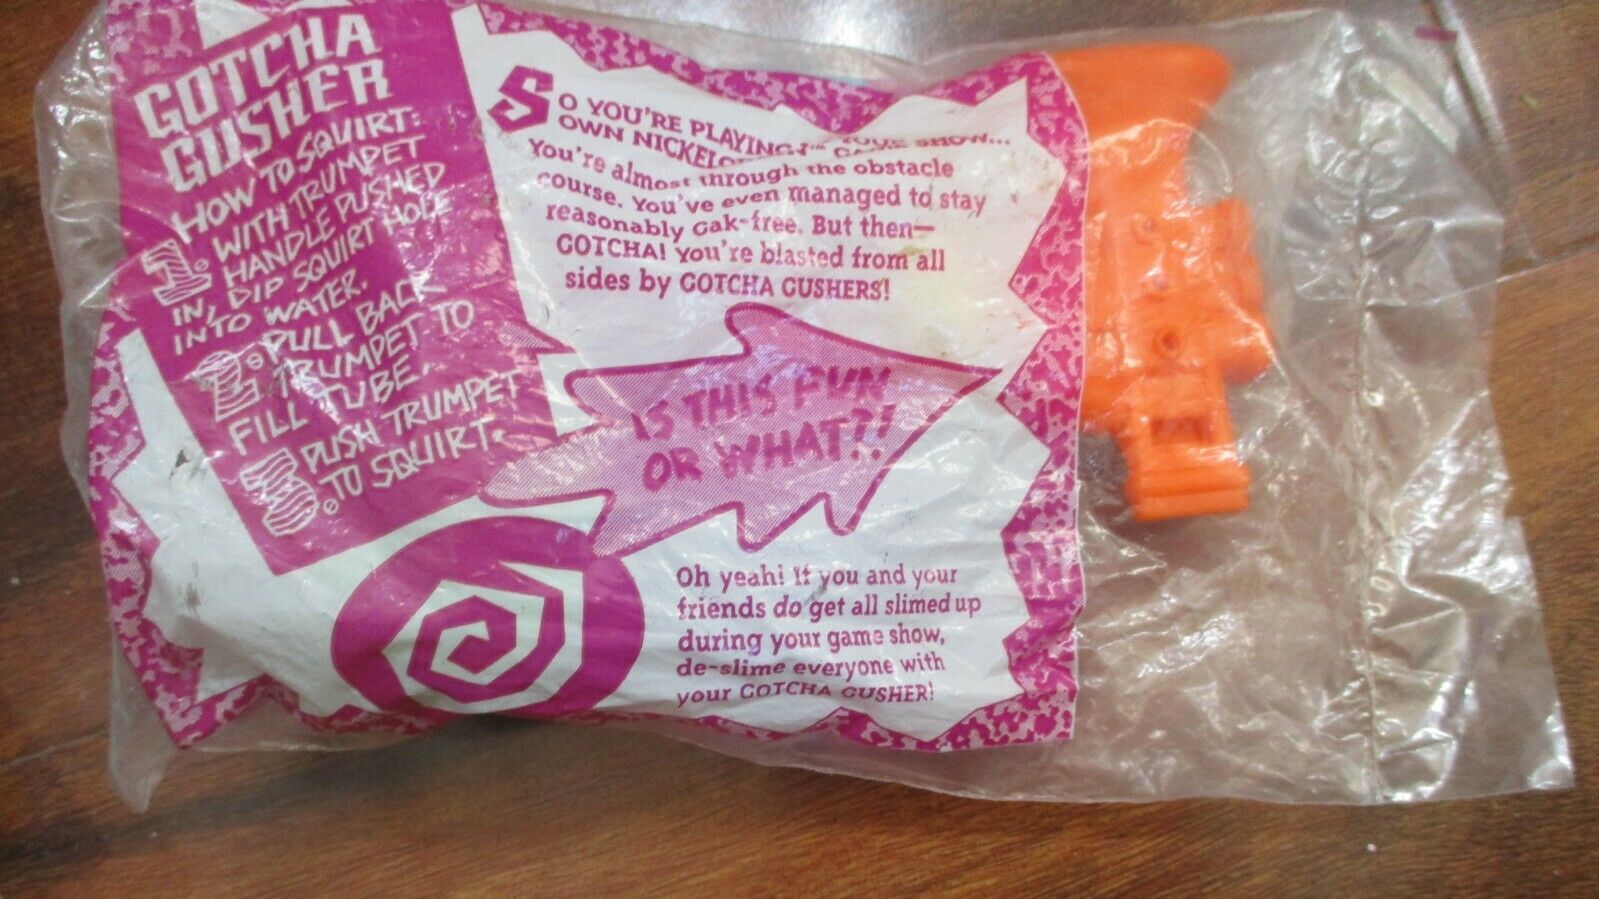 GOTCHA
GUSHER
HOW TO SQUIRT:
1. WITH TRUMPET
HANDLE PUSHED
IN, DIP SQUIRT HOLE
INTO WATER.
2. PULL BACK
TRUMPET TO
FILL TUBE.
3. PUSH TRUMPET
TO SQUIRT.
SO YOU'RE PLAYING YOUR
OWN SHOW...
You're almost through the obstacle
course. You've even managed to stay
reasonably Gak-free. But then—
GOTCHA! You're blasted from all
sides by GOTCHA GUSHERS!
IS THIS FUN
OR WHAT?!
Oh yeah! If you and your
friends do get all slimed up
during your game show,
de-slime everyone with
your GOTCHA GUSHER!